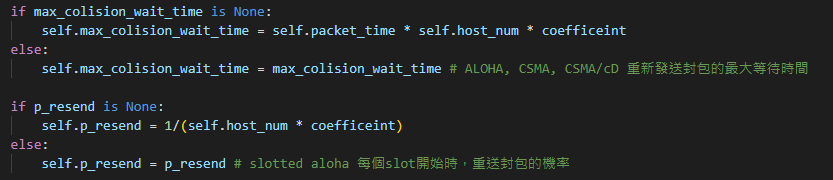 if max_colision_wait_time is None:
    self.max_colision_wait_time = self.packet_time * self.host_num * coefficeint
else:
    self.max_colision_wait_time = max_colision_wait_time # ALOHA, CSMA, CSMA/cD 重新發送封包的最大等待時間
if p_resend is None:
    self.p_resend = 1/(self.host_num * coefficeint)
else:
    self.p_resend = p_resend # slotted aloha 每個slot開始時，重送封包的機率